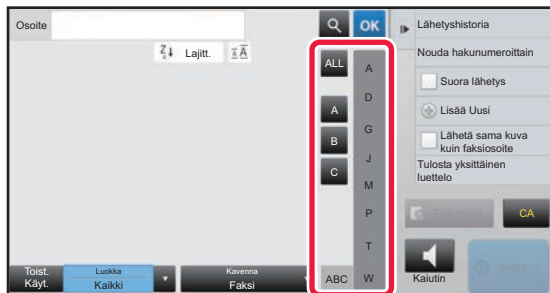 Osoite
OK
Lajitt.
ALL
A
B
C
ABC
A
D
G
J
M
P
T
W
Lähetyshistoria
Nouda hakunumeroittain
Suora lähetys
Lisää Uusi
Lähetä sama kuva
kuin faksiosoite
Tulosta yksittäinen
luettelo
CA
Kaiutin
Toist.
Käyt.
Luokka
Kaikki
Kavenna
Faksi